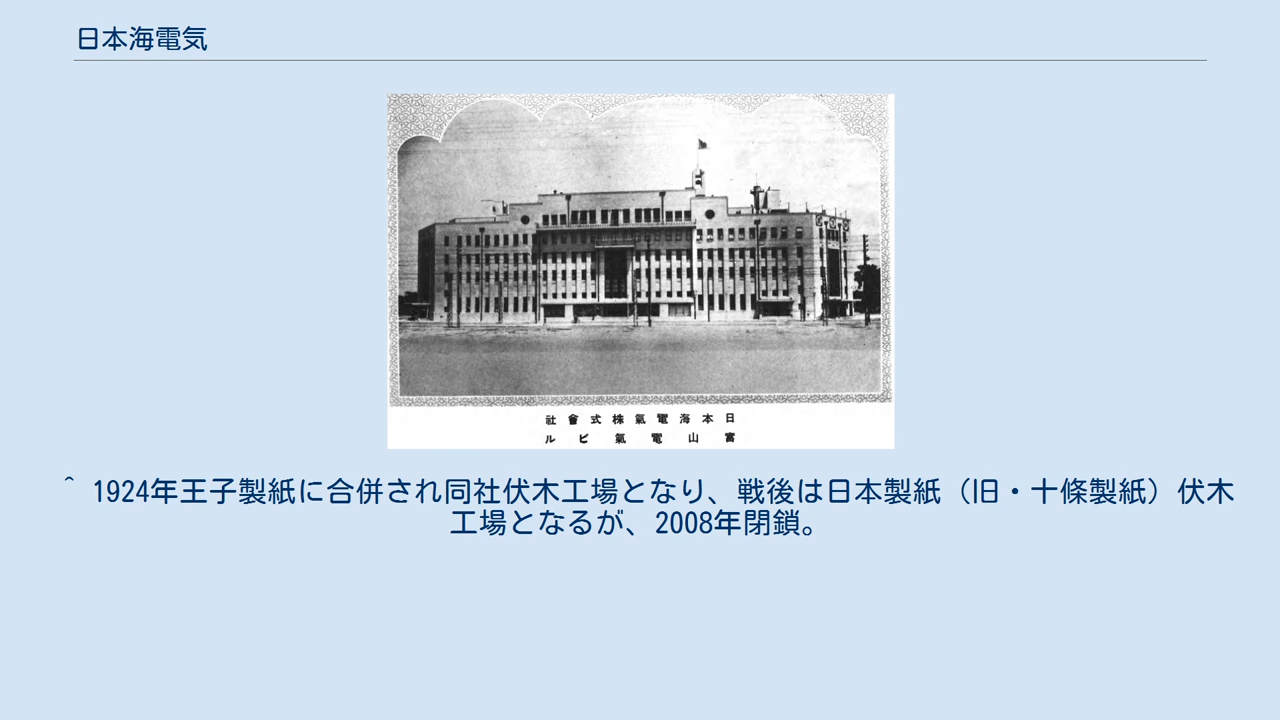 日本海電気
日本海電氣株式會社
富山電氣ビル
^ 1924年王子製紙に合併され同社伏木工場となり、戦後は日本製紙（旧・十條製紙）伏木
工場となるが、2008年閉鎖。